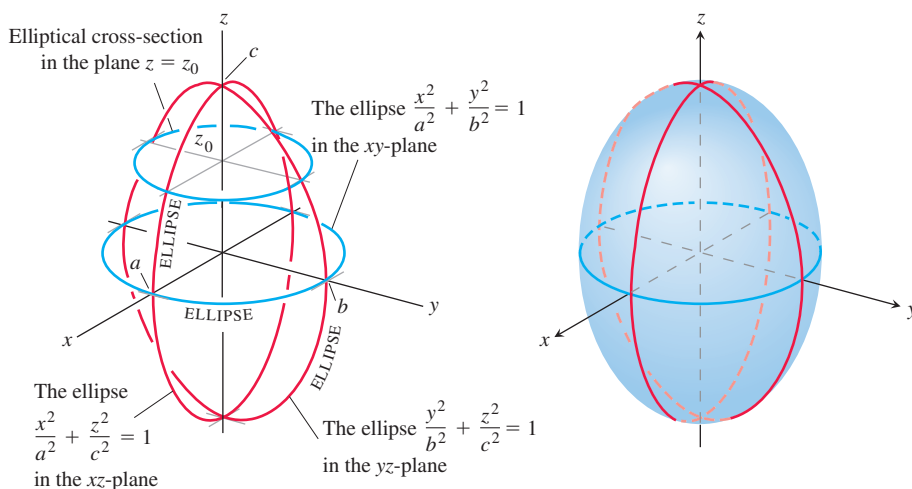 z
Elliptical cross-section
in the plane z = z₀
c
The ellipse x²/a² + y²/b² = 1
in the xy-plane
z₀
ELLIPSE
a
b
y
ELLIPSE
x
ELLIPSE
The ellipse
x²/a² + z²/c² = 1
in the xz-plane
The ellipse y²/b² + z²/c² = 1
in the yz-plane
z
y
x